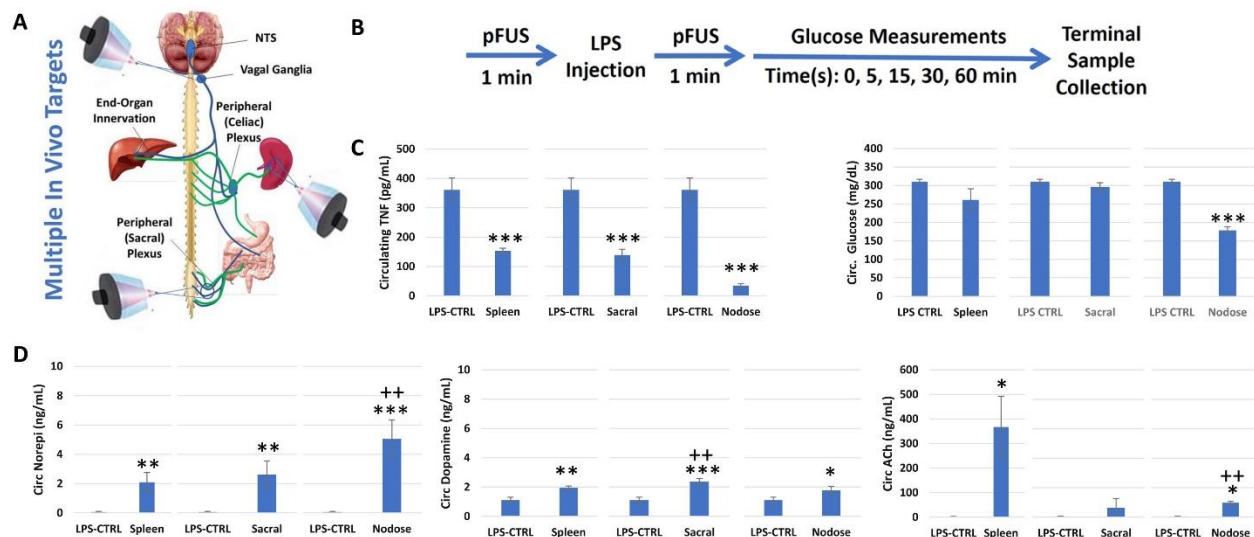 A
Multiple In Vivo Targets
NTS
Vagal Ganglia
End-Organ
Innervation
Peripheral
(Celiac)
Plexus
Peripheral
(Sacral)
Plexus
B
pFUS
1 min
LPS
Injection
pFUS
1 min
Glucose Measurements
Time(s): 0, 5, 15, 30, 60 min
Terminal
Sample
Collection
C
Circulating TNF (pg/mL)
500
400
300
200
100
0
***
***
***
LPS-CTRL Spleen LPS-CTRL Sacral LPS-CTRL Nodose
Circ. Glucose (mg/dL)
400
350
300
250
200
150
100
50
0
***
LPS CTRL Spleen LPS CTRL Sacral LPS CTRL Nodose
D
Circ Norepi (ng/mL)
10
8
6
4
2
0
**
**
++
***
LPS-CTRL Spleen LPS-CTRL Sacral LPS-CTRL Nodose
Circ Dopamine (ng/mL)
10
8
6
4
2
0
**
++
***
*
LPS-CTRL Spleen LPS-CTRL Sacral LPS-CTRL Nodose
Circ ACh (ng/mL)
600
500
400
300
200
100
0
*
++
*
LPS-CTRL Spleen LPS-CTRL Sacral LPS-CTRL Nodose